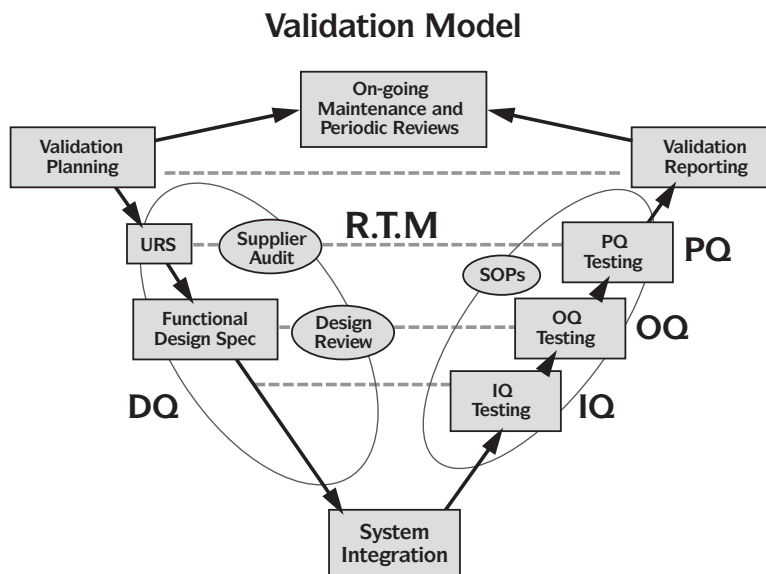 Validation Model
On-going
Maintenance and
Periodic Reviews
Validation
Planning
Validation
Reporting
URS
Supplier
Audit
R.T.M
PQ
Testing
PQ
SOPs
Functional
Design Spec
Design
Review
OQ
Testing
OQ
DQ
IQ
Testing
IQ
System
Integration